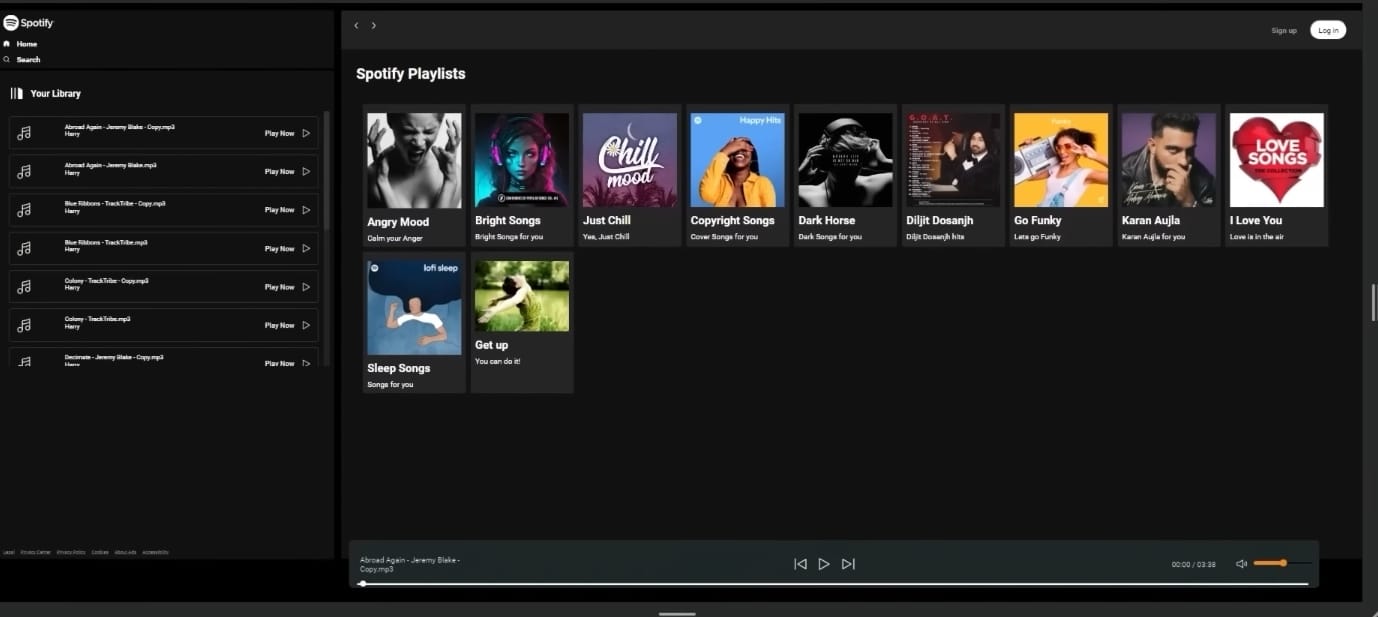 Spotify
Home
Search
Your Library
Abroad Again - Jeremy Blake - Copy.mp3
Harry
Play Now
Abroad Again - Jeremy Blake.mp3
Harry
Play Now
Blue Ribbons - TrackTribe - Copy.mp3
Harry
Play Now
Blue Ribbons - TrackTribe.mp3
Harry
Play Now
Colony - TrackTribe - Copy.mp3
Harry
Play Now
Colony - TrackTribe.mp3
Harry
Play Now
Decimate - Jeremy Blake - Copy.mp3
Harry
Play Now
Legal Privacy Center Privacy Policy Cookies About Ads Accessibility
Sign up
Log in
Spotify Playlists
Angry Mood
Calm your Anger
Bright Songs
Bright Songs for you
Chill
mood
Just Chill
Yes, Just Chill
Happy Hits
Copyright Songs
Cover Songs for you
Dark Horse
Dark Songs for you
G.O.A.T.
Diljit Dosanjh
Diljit Dosanjh hits
Funky
Go Funky
Lets go Funky
Karan Aujla
Karan Aujla for you
LOVE
SONGS
THE COLLECTION
I Love You
Love is in the air
lofi sleep
Sleep Songs
Songs for you
Get up
You can do it!
Abroad Again - Jeremy Blake -
Copy.mp3
00:00 / 03:38